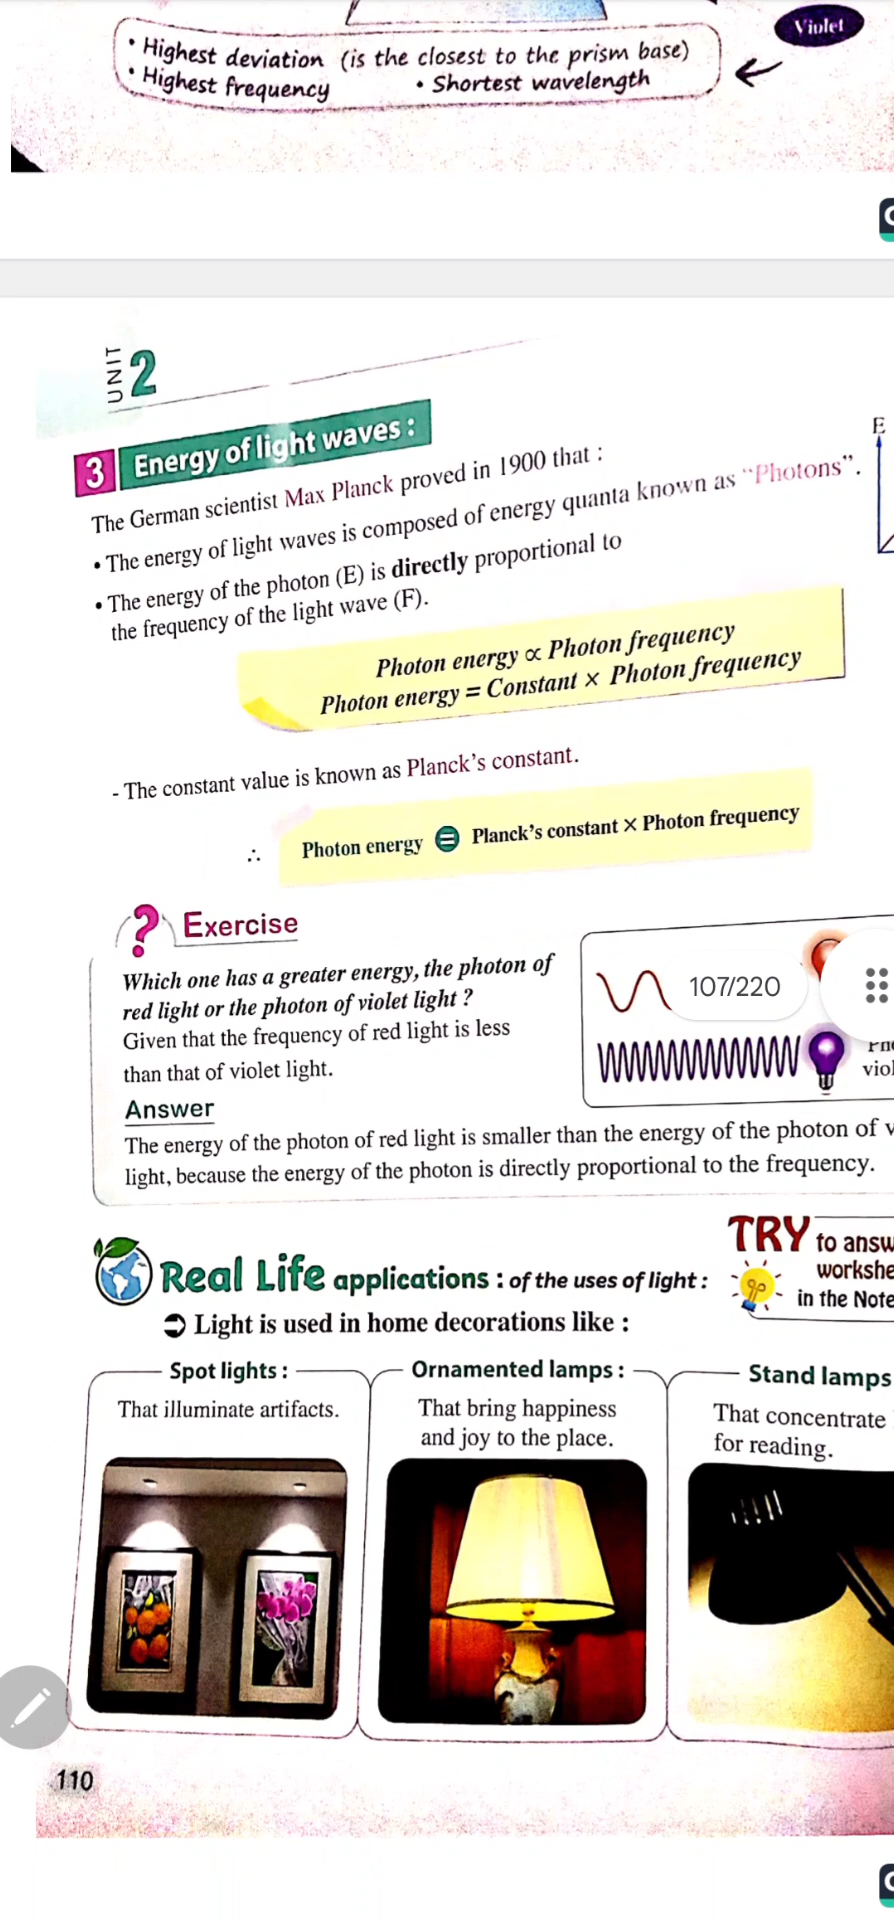 Violet
• Highest deviation (is the closest to the prism base)
• Highest frequency • Shortest wavelength
UNIT 2
3 Energy of light waves :
E
The German scientist Max Planck proved in 1900 that :
• The energy of light waves is composed of energy quanta known as “Photons”.
• The energy of the photon (E) is directly proportional to
the frequency of the light wave (F).
Photon energy ∝ Photon frequency
Photon energy = Constant × Photon frequency
- The constant value is known as Planck’s constant.
∴ Photon energy = Planck’s constant × Photon frequency
? Exercise
Which one has a greater energy, the photon of
red light or the photon of violet light ?
Given that the frequency of red light is less
than that of violet light.
107/220
viol
Answer
The energy of the photon of red light is smaller than the energy of the photon of v
light, because the energy of the photon is directly proportional to the frequency.
TRY to answ
workshe
in the Note
Real Life applications : of the uses of light :
Light is used in home decorations like :
Spot lights :
That illuminate artifacts.
Ornamented lamps :
That bring happiness
and joy to the place.
Stand lamps
That concentrate
for reading.
110